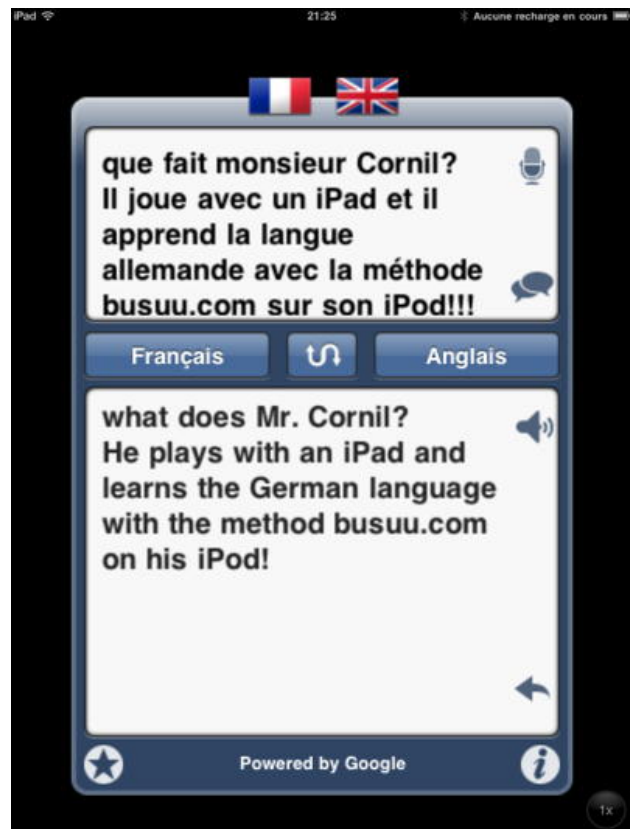 iPad 21:25 Aucune recharge en cours
que fait monsieur Cornil?
Il joue avec un iPad et il
apprend la langue
allemande avec la méthode
busuu.com sur son iPod!!!
Français Anglais
what does Mr. Cornil?
He plays with an iPad and
learns the German language
with the method busuu.com
on his iPod!
Powered by Google
i
1x